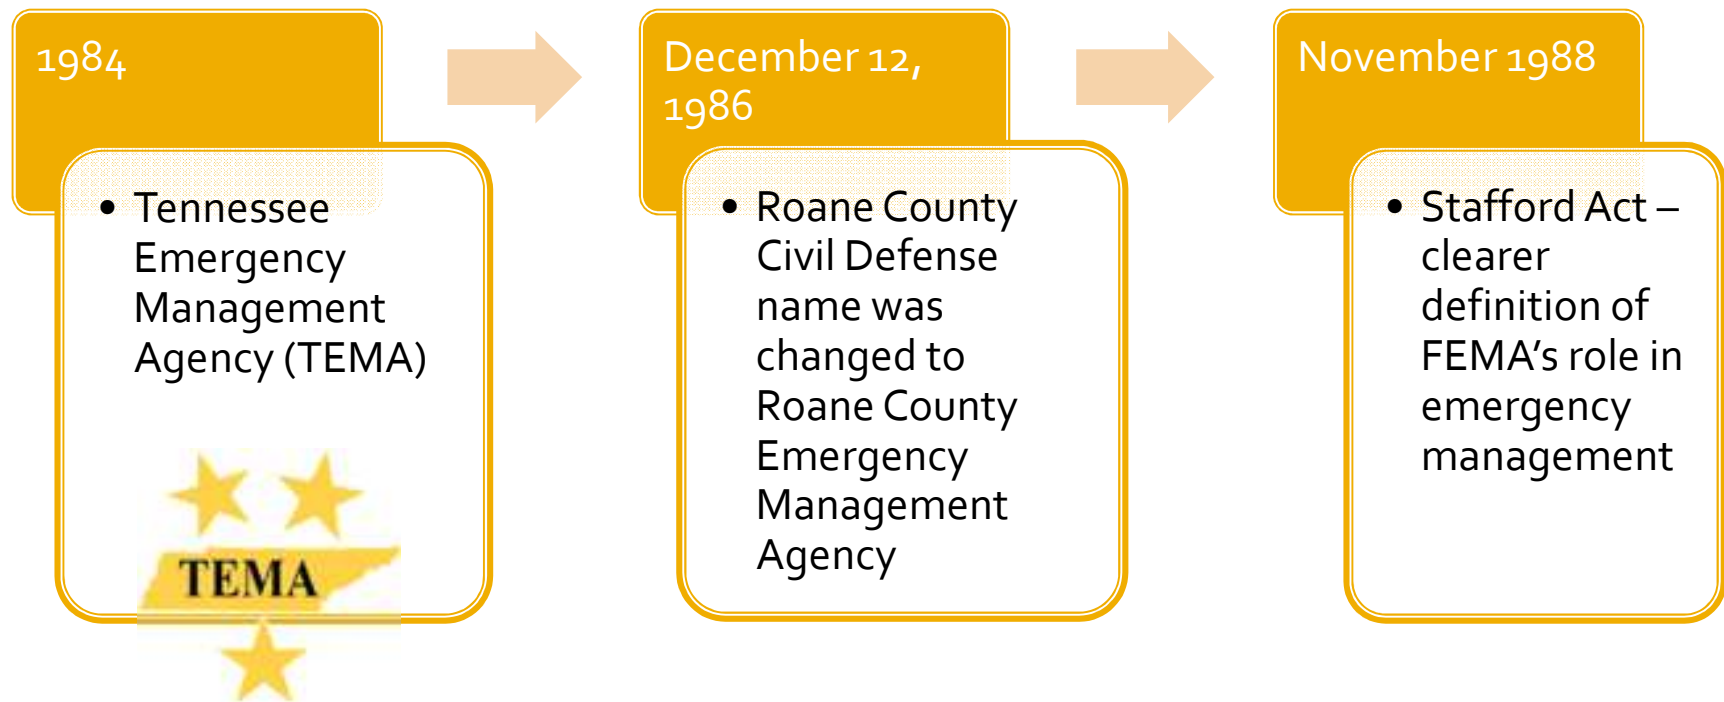 1984
• Tennessee
Emergency
Management
Agency (TEMA)
TEMA
December 12,
1986
• Roane County
Civil Defense
name was
changed to
Roane County
Emergency
Management
Agency
November 1988
• Stafford Act –
clearer
definition of
FEMA’s role in
emergency
management